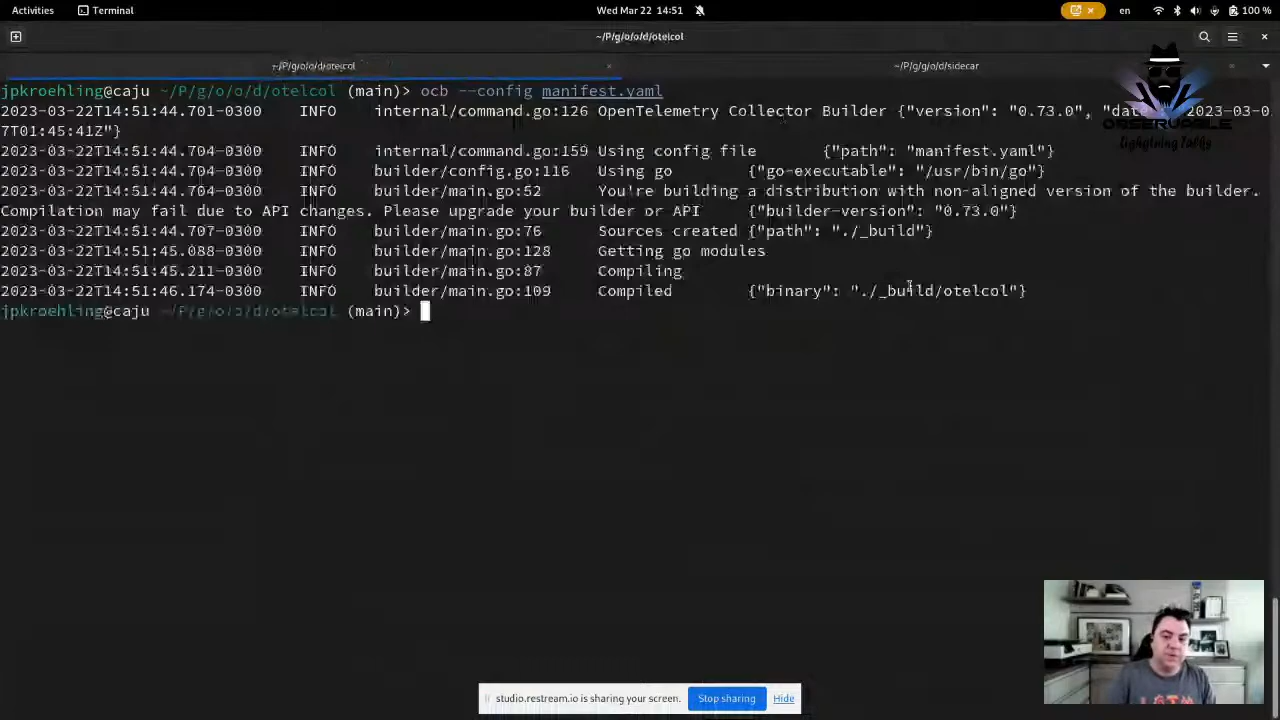 Activities
Terminal
Wed Mar 22 14:51
en
100 %
~/P/g/o/o/d/otelcol
~/P/g/o/o/d/otelcol
~/P/g/g/o/d/sidecar
jpkroehling@caju ~/P/g/o/o/d/otelcol (main)> ocb --config manifest.yaml
2023-03-22T14:51:44.701-0300 INFO internal/command.go:126 OpenTelemetry Collector Builder {"version": "0.73.0", "date": "2023-03-0
7T01:45:41Z"}
2023-03-22T14:51:44.704-0300 INFO internal/command.go:159 Using config file {"path": "manifest.yaml"}
2023-03-22T14:51:44.704-0300 INFO builder/config.go:116 Using go {"go-executable": "/usr/bin/go"}
2023-03-22T14:51:44.704-0300 INFO builder/main.go:52 You're building a distribution with non-aligned version of the builder.
Compilation may fail due to API changes. Please upgrade your builder or API {"builder-version": "0.73.0"}
2023-03-22T14:51:44.707-0300 INFO builder/main.go:76 Sources created {"path": "./_build"}
2023-03-22T14:51:45.088-0300 INFO builder/main.go:128 Getting go modules
2023-03-22T14:51:45.211-0300 INFO builder/main.go:87 Compiling
2023-03-22T14:51:46.174-0300 INFO builder/main.go:109 Compiled {"binary": "./_build/otelcol"}
jpkroehling@caju ~/P/g/o/o/d/otelcol (main)>
OBSERVABLE
Lightning Talks
studio.restream.io is sharing your screen.
Stop sharing
Hide